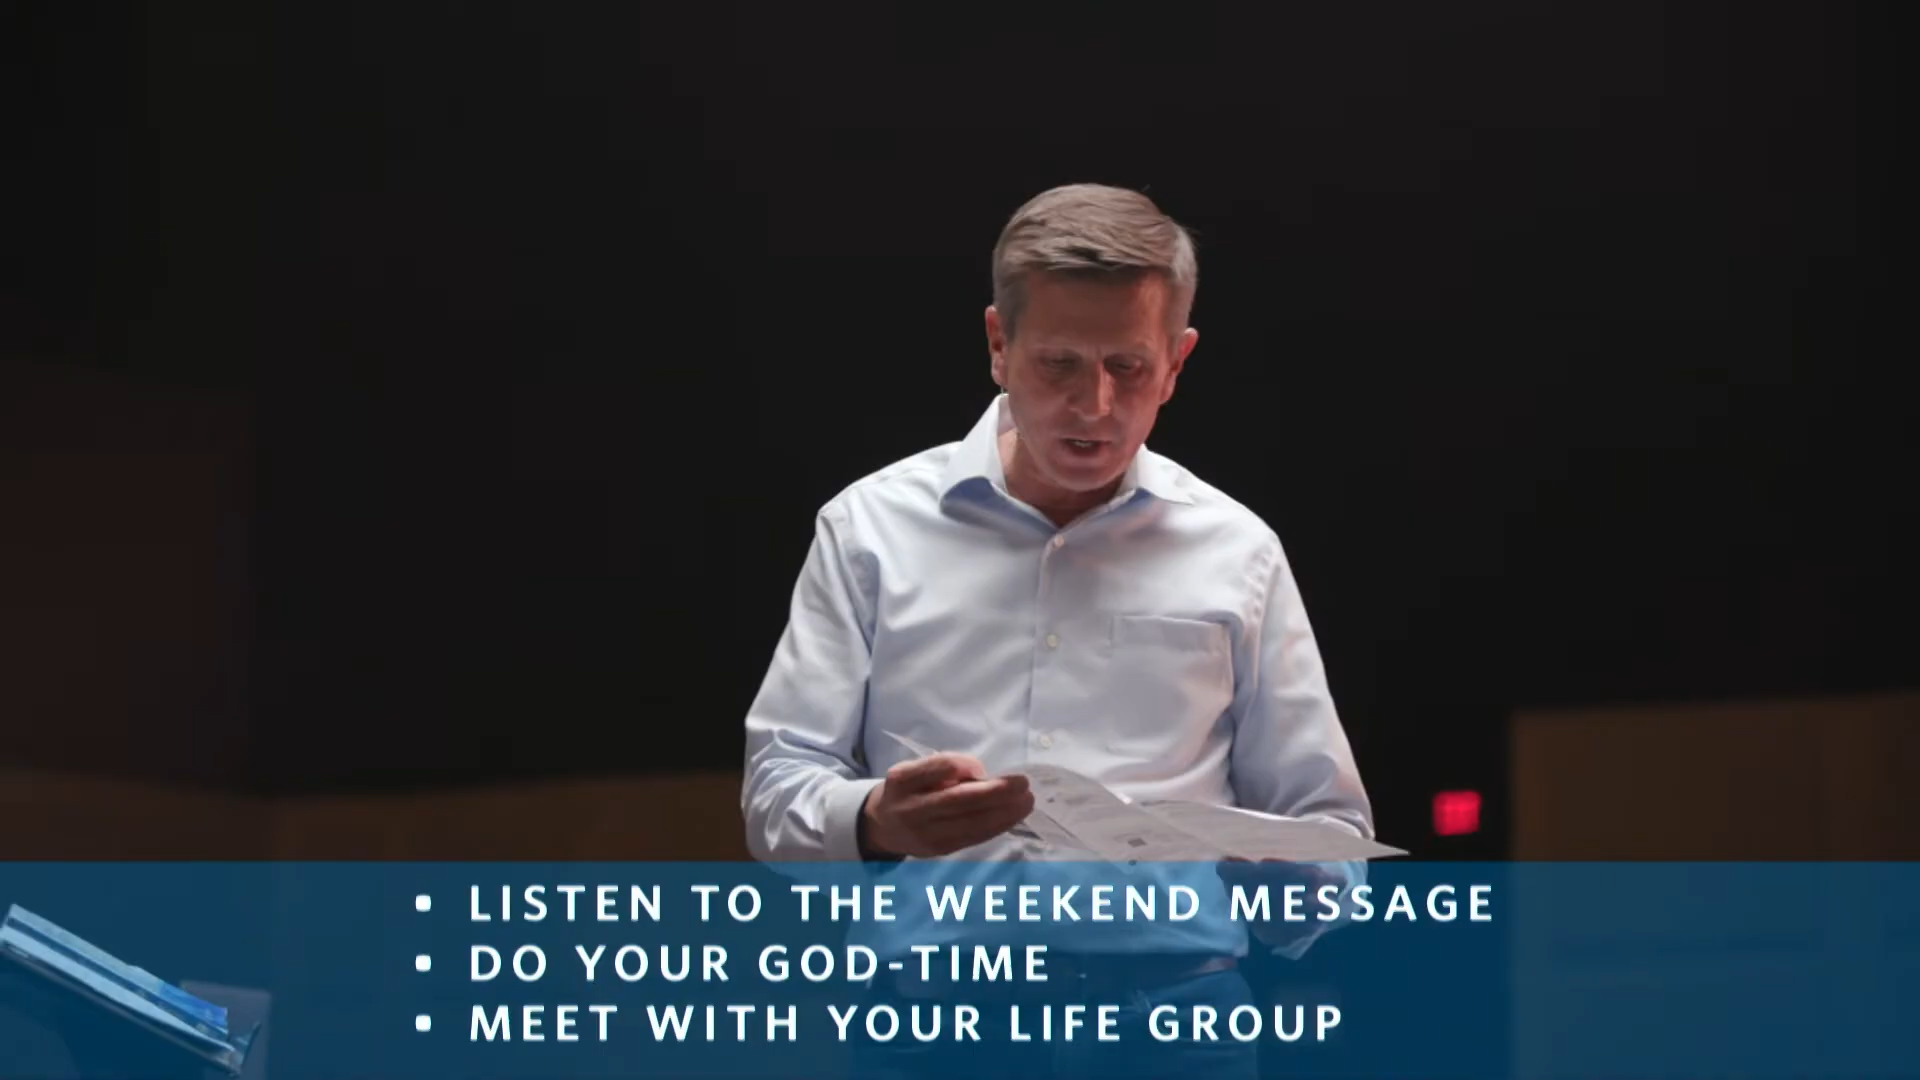 • LISTEN TO THE WEEKEND MESSAGE
• DO YOUR GOD-TIME
• MEET WITH YOUR LIFE GROUP